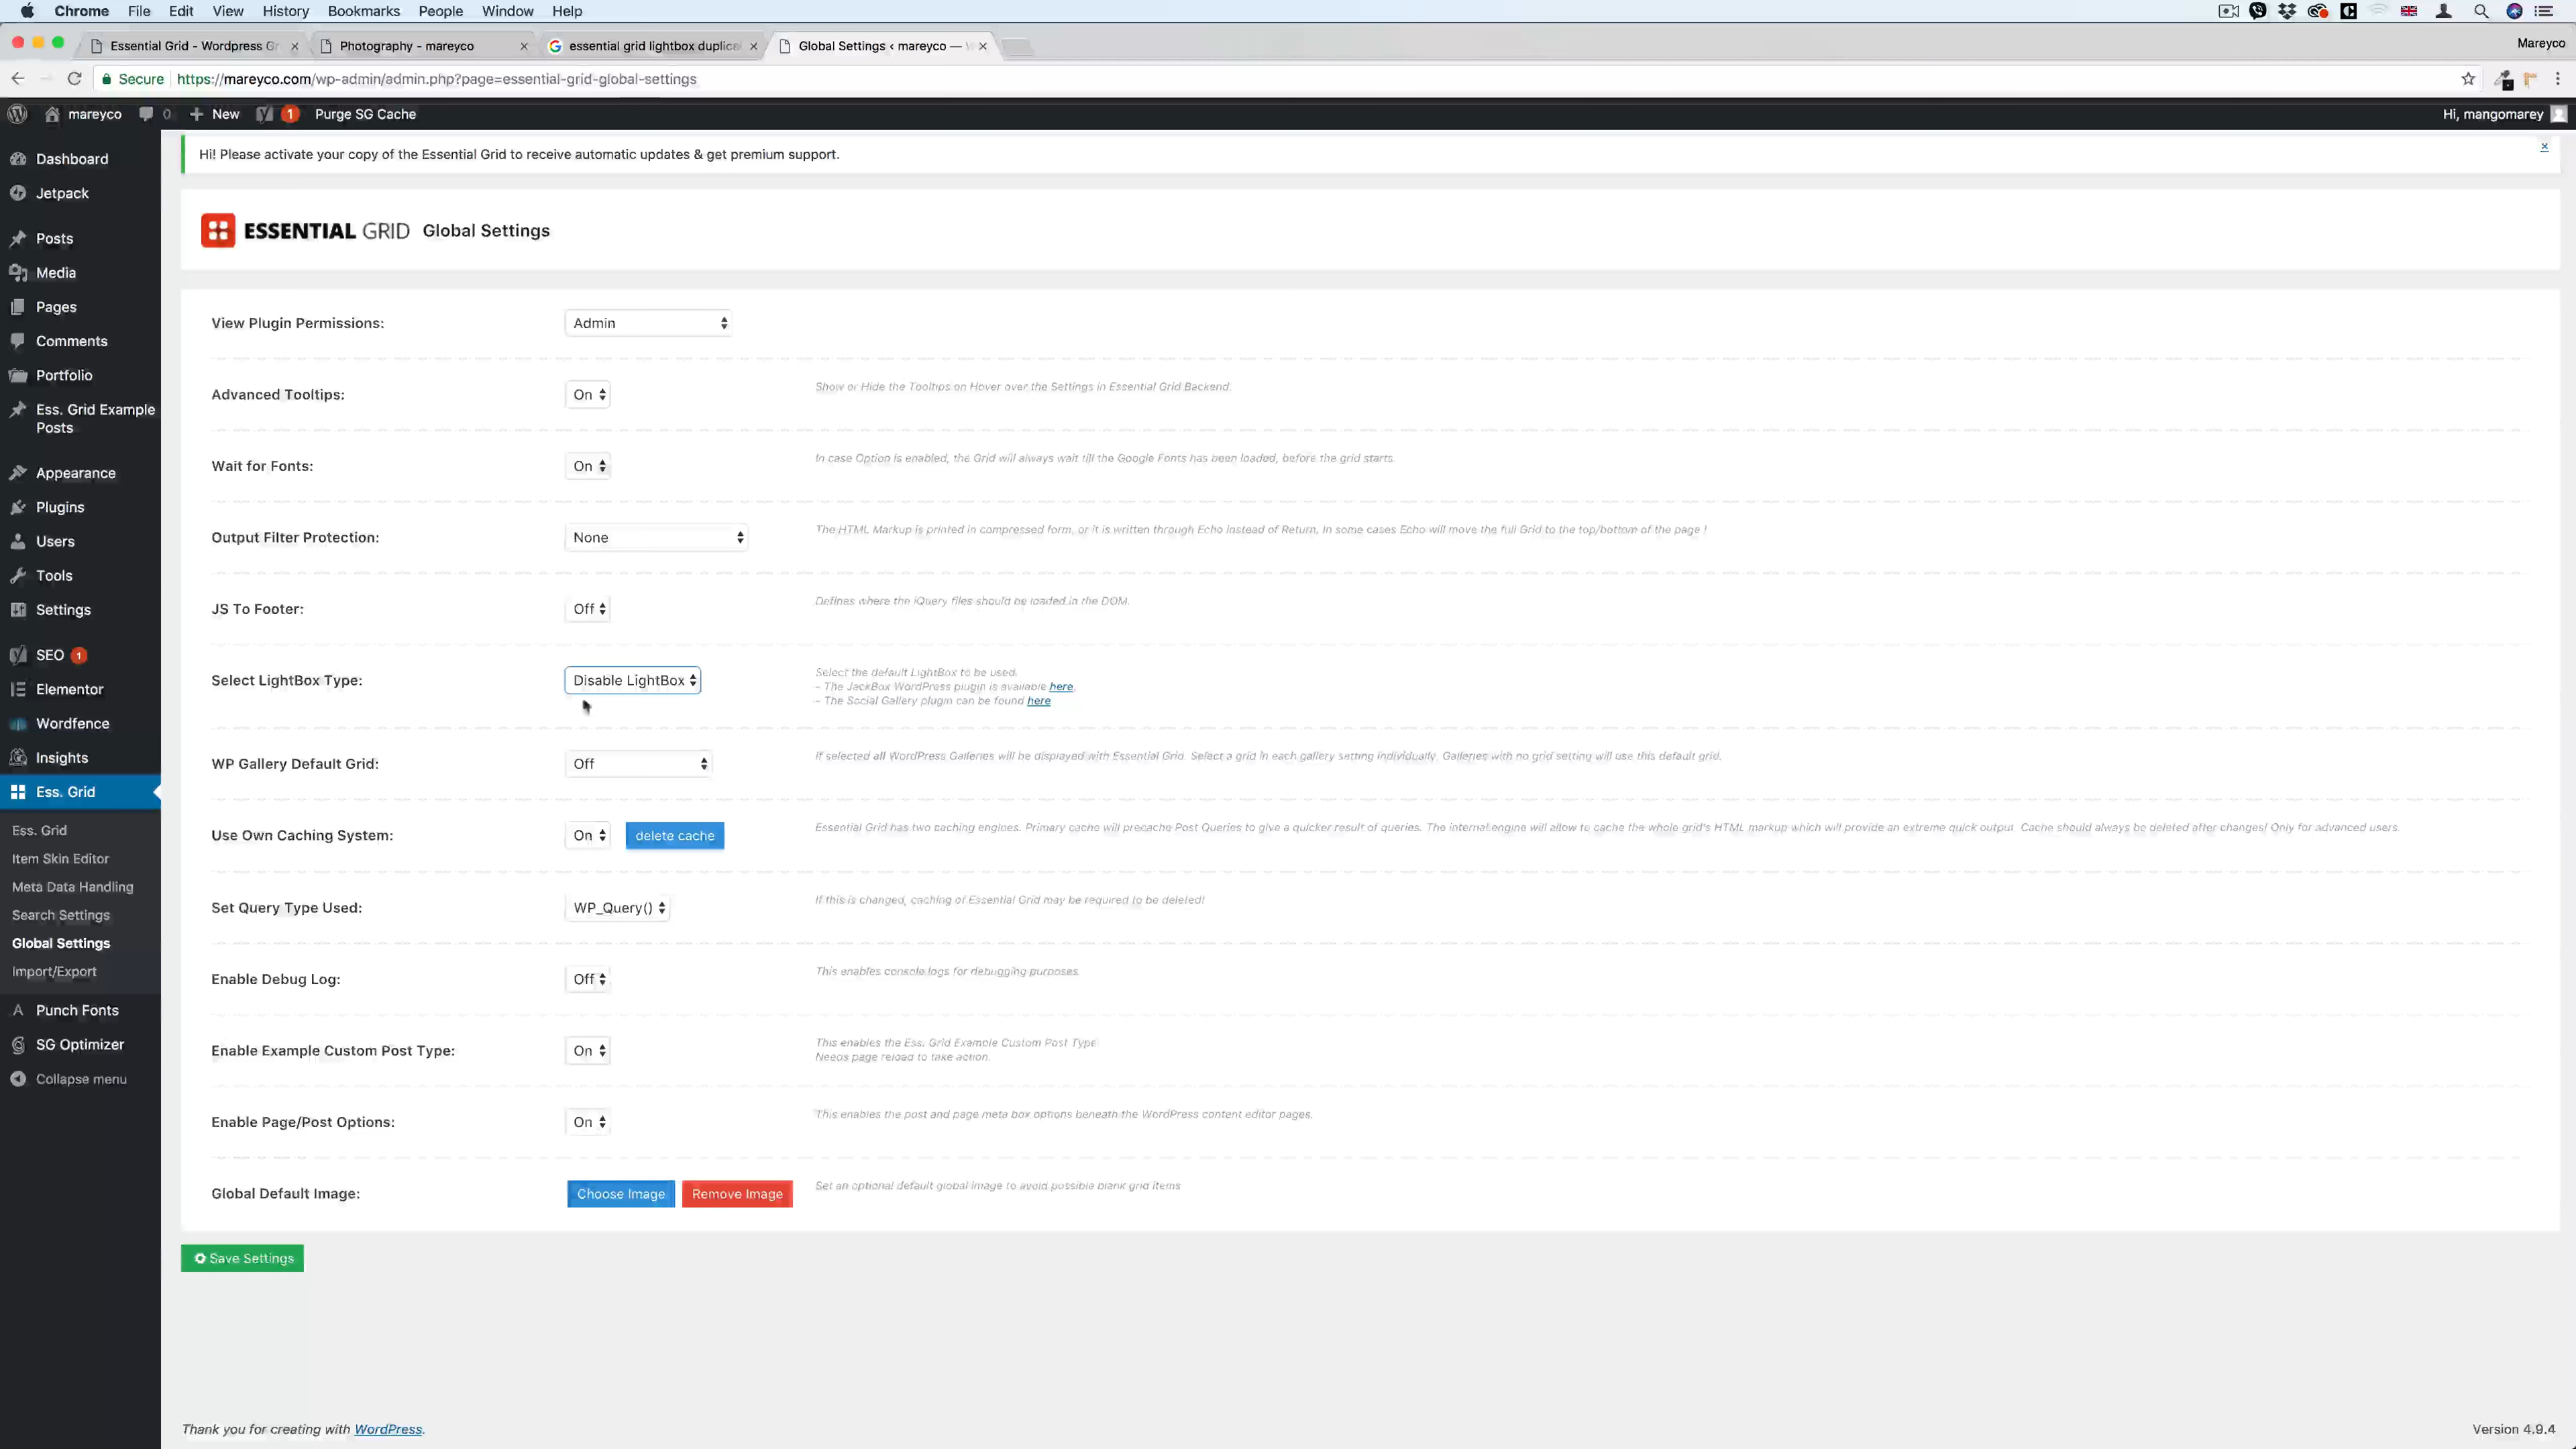 Chrome File Edit View History Bookmarks People Window Help
Essential Grid - Wordpress Gr
Photography - mareyco
essential grid lightbox duplica
Global Settings ‹ mareyco —
Mareyco
Secure https://mareyco.com/wp-admin/admin.php?page=essential-grid-global-settings
mareyco 0 New 1 Purge SG Cache
Hi, mangomarey
Dashboard
Jetpack
Posts
Media
Pages
Comments
Portfolio
Ess. Grid Example
Posts
Appearance
Plugins
Users
Tools
Settings
SEO 1
Elementor
Wordfence
Insights
Ess. Grid
Ess. Grid
Item Skin Editor
Meta Data Handling
Search Settings
Global Settings
Import/Export
Punch Fonts
SG Optimizer
Collapse menu
Hi! Please activate your copy of the Essential Grid to receive automatic updates & get premium support.
ESSENTIAL GRID Global Settings
View Plugin Permissions: Admin
Advanced Tooltips: On Show or Hide the Tooltips on Hover over the Settings in Essential Grid Backend.
Wait for Fonts: On In case Option is enabled, the Grid will always wait till the Google Fonts has been loaded, before the grid starts.
Output Filter Protection: None The HTML Markup is printed in compressed form, or it is written through Echo instead of Return. In some cases Echo will move the full Grid to the top/bottom of the page !
JS To Footer: Off Defines where the jQuery files should be loaded in the DOM.
Select LightBox Type: Disable LightBox Select the default LightBox to be used.
- The JackBox WordPress plugin is available here.
- The Social Gallery plugin can be found here
WP Gallery Default Grid: Off If selected all WordPress Galleries will be displayed with Essential Grid. Select a grid in each gallery setting individually. Galleries with no grid setting will use this default grid.
Use Own Caching System: On delete cache Essential Grid has two caching engines. Primary cache will precache Post Queries to give a quicker result of queries. The internal engine will allow to cache the whole grid's HTML markup which will provide an extreme quick output. Cache should always be deleted after changes! Only for advanced users.
Set Query Type Used: WP_Query() If this is changed, caching of Essential Grid may be required to be deleted!
Enable Debug Log: Off This enables console logs for debugging purposes.
Enable Example Custom Post Type: On This enables the Ess. Grid Example Custom Post Type
Needs page reload to take action.
Enable Page/Post Options: On This enables the post and page meta box options beneath the WordPress content editor pages.
Global Default Image: Choose Image Remove Image Set an optional default global image to avoid possible blank grid items
Save Settings
Thank you for creating with WordPress.
Version 4.9.4